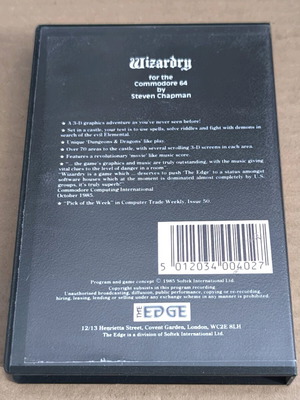 Wizardry
for the
Commodore 64
by
Steven Chapman
★ A 3-D graphics adventure as you've never seen before!
★ Set in a castle, your test is to use spells, solve riddles and fight with demons in
search of the evil Elemental.
★ Unique 'Dungeons & Dragons' like play.
★ Over 70 areas to the castle, with several scrolling 3-D screens in each area.
★ Features a revolutionary 'movie' like music score.
★ "... the game's graphics and music are truly outstanding, with the music giving
vital clues to the level of danger in a room".
"Wizardry is a game which ... deserves to push 'The Edge' to a status amongst
software houses which at the moment is dominated almost completely by U.S.
groups, it's truly superb!"
Commodore Computing International
October 1985.
★ "Pick of the Week" in Computer Trade Weekly, Issue 50.
5 012034 004027
Program and game concept © 1985 Softek International Ltd.
Copyright subsists in this program recording.
Unauthorised broadcasting, diffusion, public performance, copying or re-recording,
hiring, leasing, lending or selling under any exchange scheme in any manner is prohibited.
THE EDGE
12/13 Henrietta Street, Covent Garden, London, WC2E 8LH
The Edge is a division of Softek International Ltd.